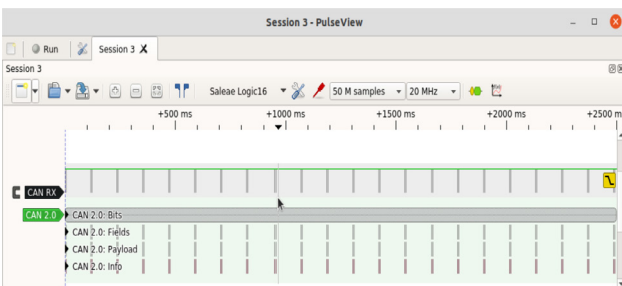 Session 3 - PulseView
Run
Session 3 X
Session 3
Saleae Logic16 50 M samples 20 MHz
+500 ms +1000 ms +1500 ms +2000 ms +2500 m
CAN RX
CAN 2.0 CAN 2.0: Bits
CAN 2.0: Fields
CAN 2.0: Payload
CAN 2.0: Info